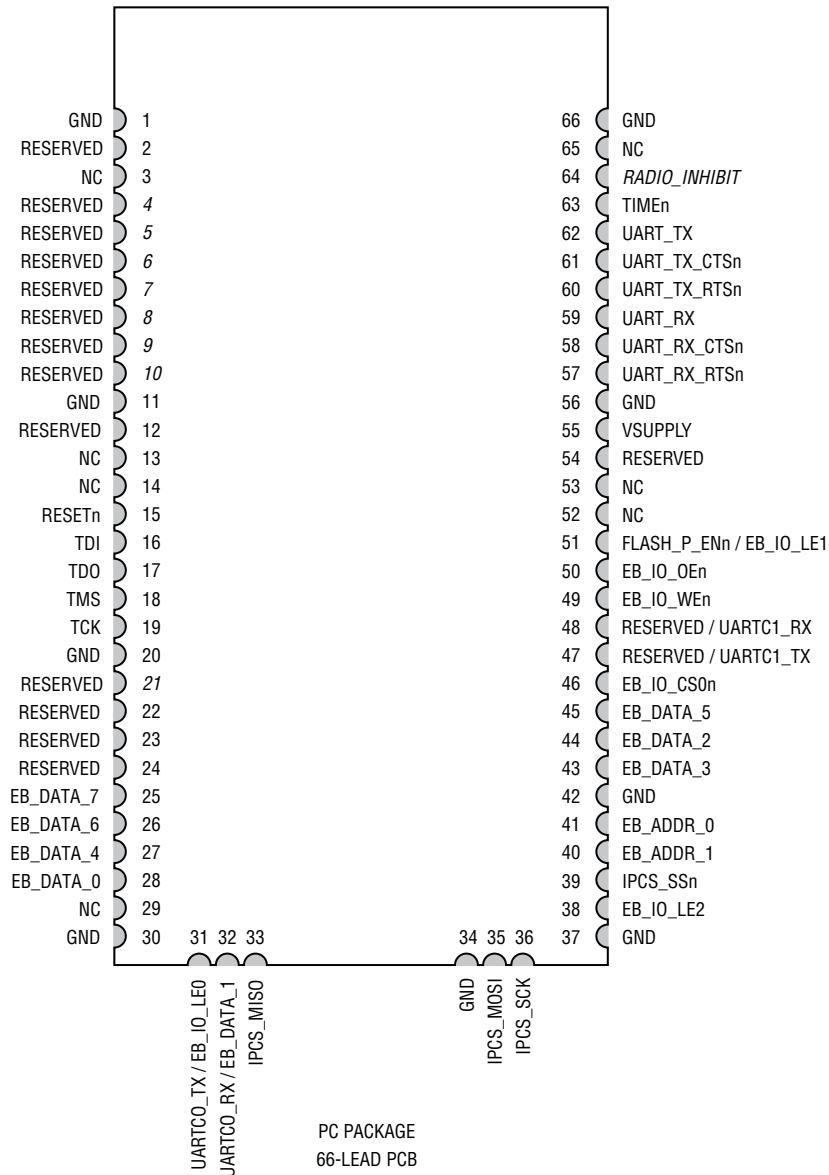 GND 1
RESERVED 2
NC 3
RESERVED 4
RESERVED 5
RESERVED 6
RESERVED 7
RESERVED 8
RESERVED 9
RESERVED 10
GND 11
RESERVED 12
NC 13
NC 14
RESETn 15
TDI 16
TDO 17
TMS 18
TCK 19
GND 20
RESERVED 21
RESERVED 22
RESERVED 23
RESERVED 24
EB_DATA_7 25
EB_DATA_6 26
EB_DATA_4 27
EB_DATA_0 28
NC 29
GND 30
31 UARTC0_TX / EB_IO_LE0
32 UARTC0_RX / EB_DATA_1
33 IPCS_MISO
34 GND
35 IPCS_MOSI
36 IPCS_SCK
66 GND
65 NC
64 RADIO_INHIBIT
63 TIMEn
62 UART_TX
61 UART_TX_CTSn
60 UART_TX_RTSn
59 UART_RX
58 UART_RX_CTSn
57 UART_RX_RTSn
56 GND
55 VSUPPLY
54 RESERVED
53 NC
52 NC
51 FLASH_P_ENn / EB_IO_LE1
50 EB_IO_OEn
49 EB_IO_WEn
48 RESERVED / UARTC1_RX
47 RESERVED / UARTC1_TX
46 EB_IO_CS0n
45 EB_DATA_5
44 EB_DATA_2
43 EB_DATA_3
42 GND
41 EB_ADDR_0
40 EB_ADDR_1
39 IPCS_SSn
38 EB_IO_LE2
37 GND
PC PACKAGE
66-LEAD PCB